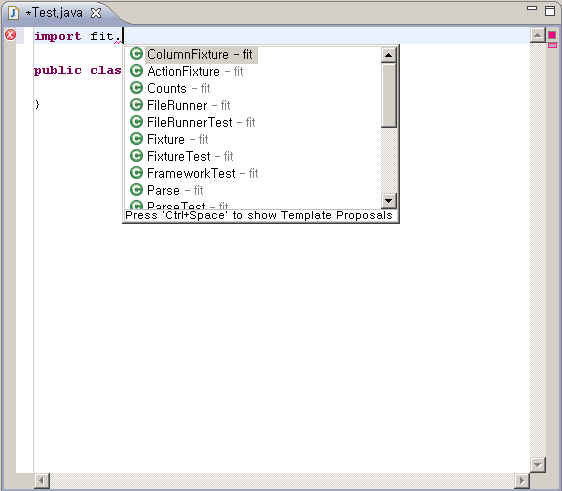 *Test.java
import fit.
ColumnFixture - fit
ActionFixture - fit
public clas
Counts - fit
FileRunner - fit
}
FileRunnerTest - fit
Fixture - fit
FixtureTest - fit
FrameworkTest - fit
Parse - fit
ParseTest - fit
Press 'Ctrl+Space' to show Template Proposals